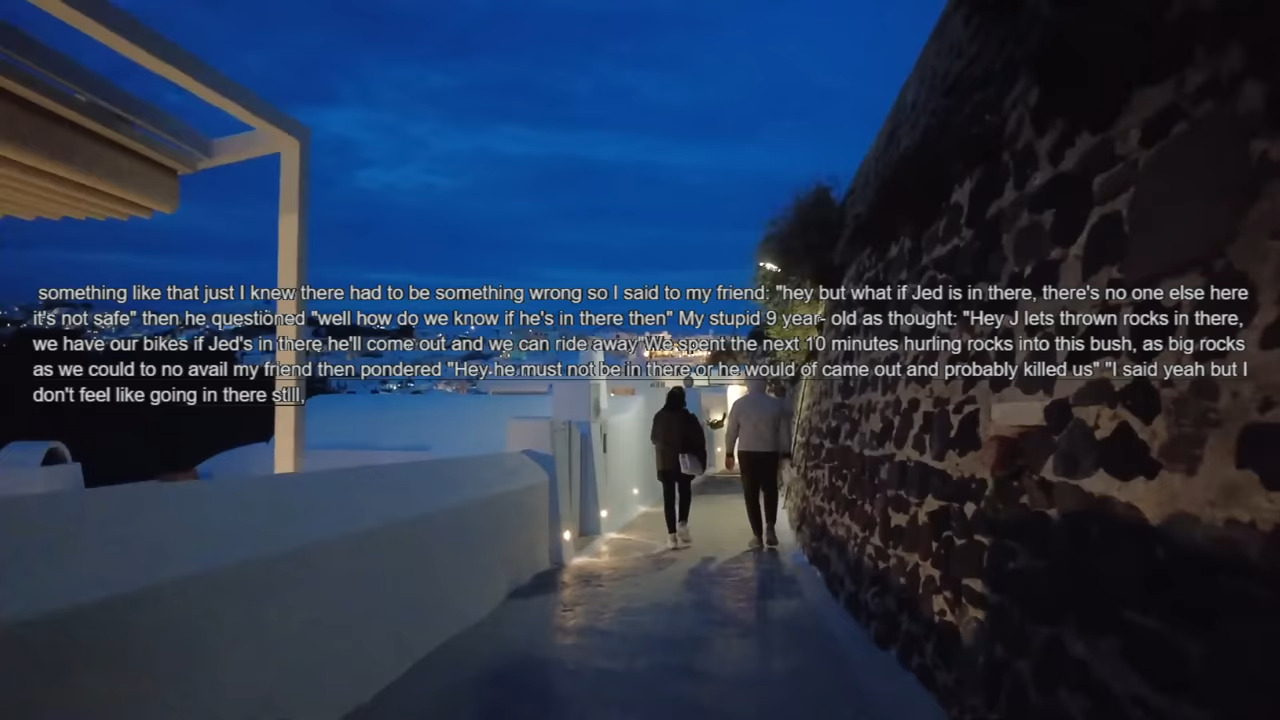 something like that just I knew there had to be something wrong so I said to my friend: "hey but what if Jed is in there, there's no one else here
it's not safe" then he questioned "well how do we know if he's in there then" My stupid 9 year- old as thought: "Hey J lets thrown rocks in there,
we have our bikes if Jed's in there he'll come out and we can ride away"We spent the next 10 minutes hurling rocks into this bush, as big rocks
as we could to no avail my friend then pondered "Hey he must not be in there or he would of came out and probably killed us" "I said yeah but I
don't feel like going in there still,